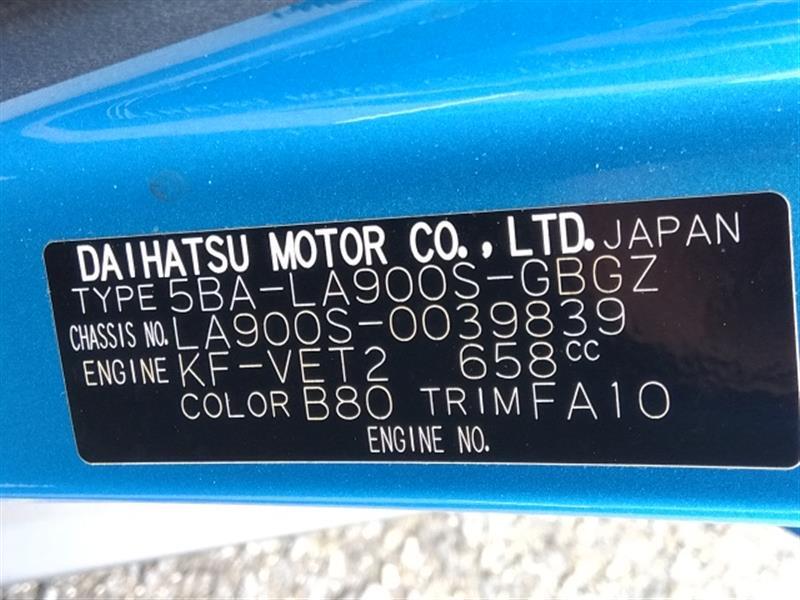 DAIHATSU MOTOR CO., LTD. JAPAN
TYPE 5BA-LA900S-GBGZ
CHASSIS NO. LA900S-0039839
ENGINE KF-VET2 658cc
COLOR B80 TRIM FA10
ENGINE NO.